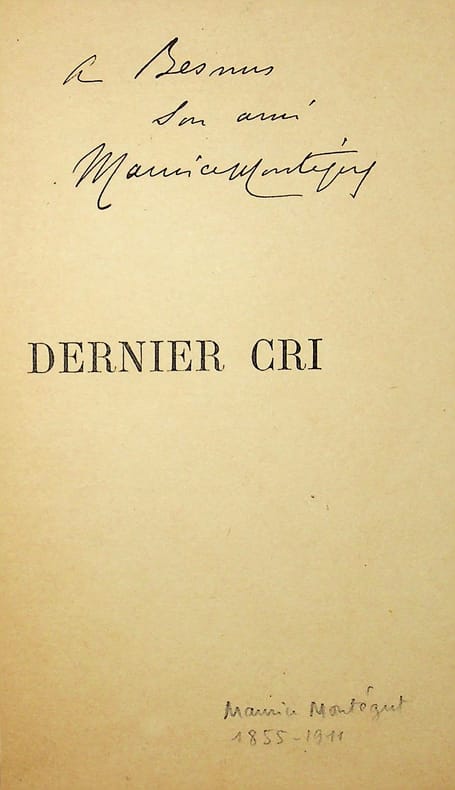 a Besnus
son ami
Maurice Montégut
DERNIER CRI
Maurice Montégut
1855-1911